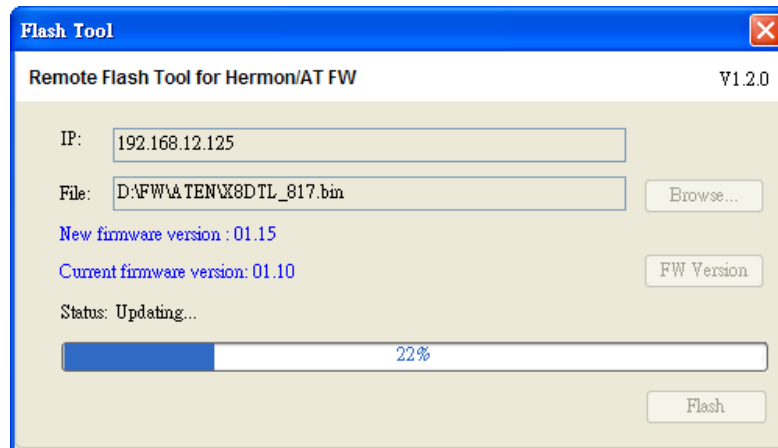 Flash Tool
Remote Flash Tool for Hermon/AT FW V1.2.0
IP: 192.168.12.125
File: D:\FW\ATEN\X8DTL_817.bin Browse...
New firmware version : 01.15
Current firmware version: 01.10 FW Version
Status: Updating...
22%
Flash